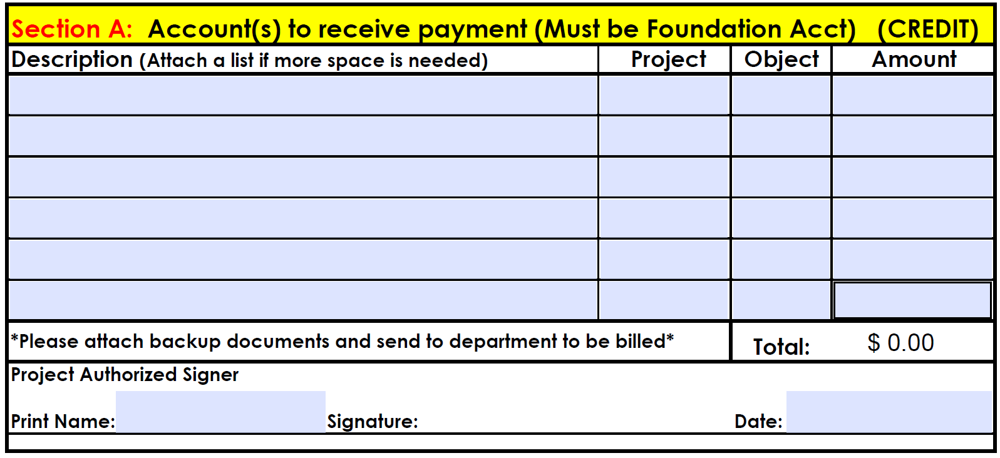 Section A: Account(s) to receive payment (Must be Foundation Acct) (CREDIT)
Description (Attach a list if more space is needed) Project Object Amount
*Please attach backup documents and send to department to be billed* Total: $ 0.00
Project Authorized Signer
Print Name: Signature: Date: